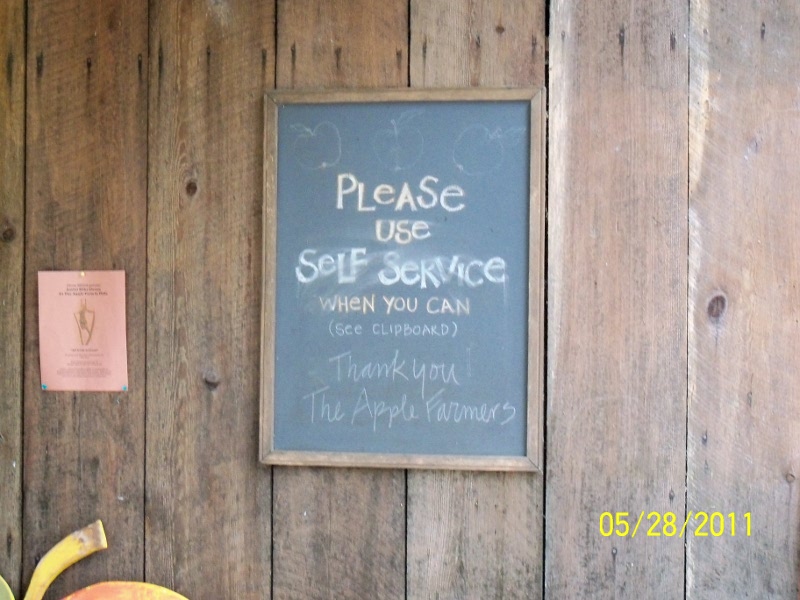 PLEASE
USE
SELF SERVICE
WHEN YOU CAN
(SEE CLIPBOARD)
Thank you!
The Apple Farmers
05/28/2011